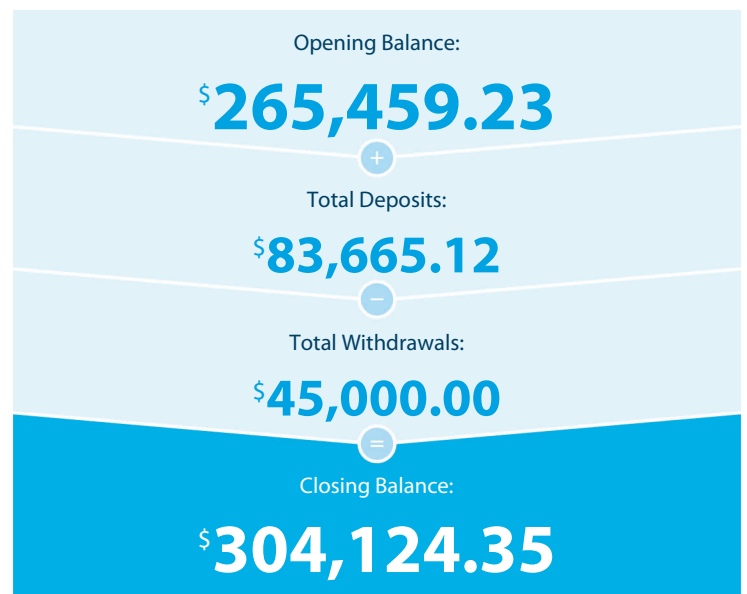 Opening Balance:
$265,459.23
+
Total Deposits:
$83,665.12
−
Total Withdrawals:
$45,000.00
=
Closing Balance:
$304,124.35